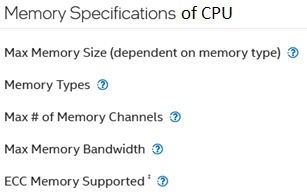 Memory Specifications of CPU
Max Memory Size (dependent on memory type) ?
Memory Types ?
Max # of Memory Channels ?
Max Memory Bandwidth ?
ECC Memory Supported ‡ ?